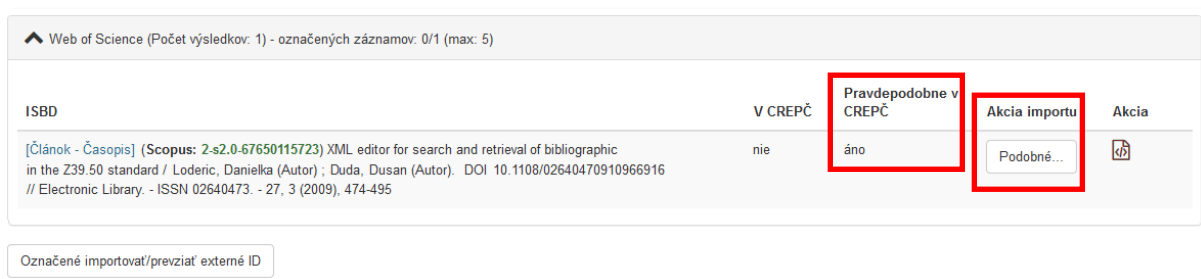 Web of Science (Počet výsledkov: 1) - označených záznamov: 0/1 (max: 5)
ISBD V CREPČ Pravdepodobne v CREPČ Akcia importu Akcia
[Článok - Časopis] (Scopus: 2-s2.0-67650115723) XML editor for search and retrieval of bibliographic nie áno Podobné...
in the Z39.50 standard / Loderic, Danielka (Autor) ; Duda, Dusan (Autor). DOI 10.1108/02640470910966916
// Electronic Library. - ISSN 02640473. - 27, 3 (2009), 474-495
Označené importovať/prevziať externé ID